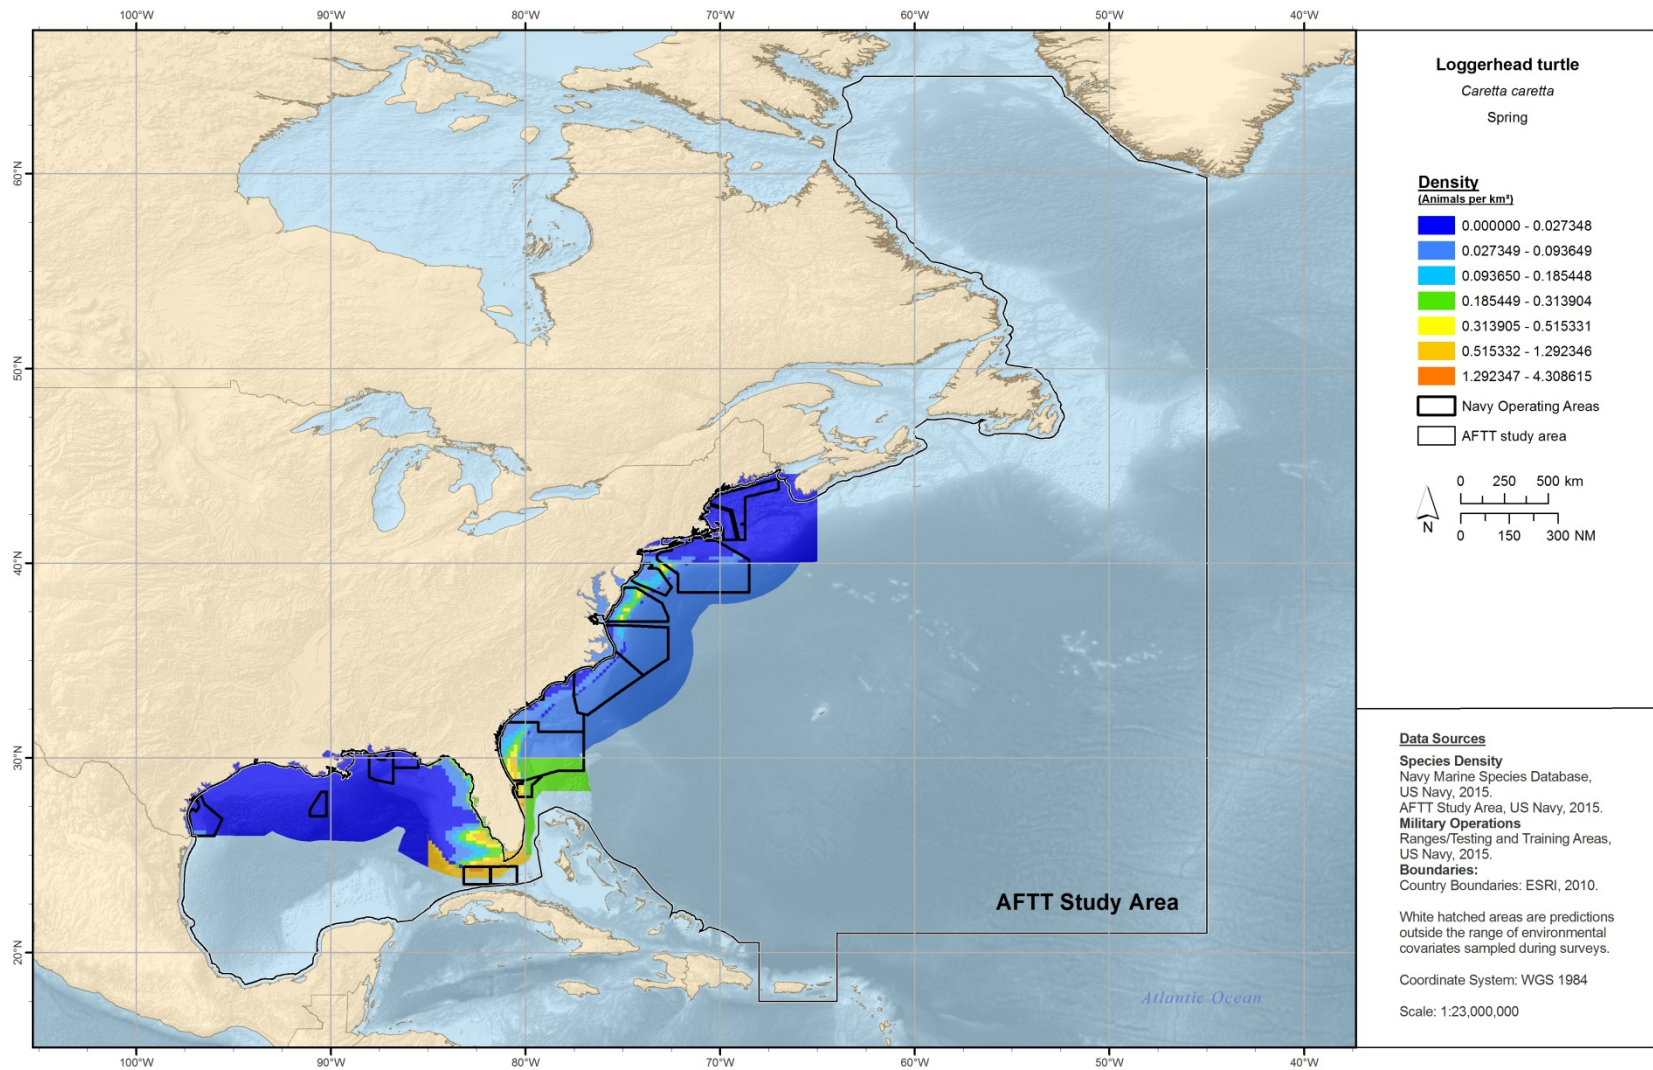 100°W 90°W 80°W 70°W 60°W 50°W 40°W
60°N
50°N
40°N
30°N
20°N
AFTT Study Area
Atlantic Ocean
100°W 90°W 80°W 70°W 60°W 50°W 40°W
Loggerhead turtle
Caretta caretta
Spring
Density
(Animals per km²)
0.000000 - 0.027348
0.027349 - 0.093649
0.093650 - 0.185448
0.185449 - 0.313904
0.313905 - 0.515331
0.515332 - 1.292346
1.292347 - 4.308615
Navy Operating Areas
AFTT study area
N
0 250 500 km
0 150 300 NM
Data Sources
Species Density
Navy Marine Species Database,
US Navy, 2015.
AFTT Study Area, US Navy, 2015.
Military Operations
Ranges/Testing and Training Areas,
US Navy, 2015.
Boundaries:
Country Boundaries: ESRI, 2010.
White hatched areas are predictions
outside the range of environmental
covariates sampled during surveys.
Coordinate System: WGS 1984
Scale: 1:23,000,000